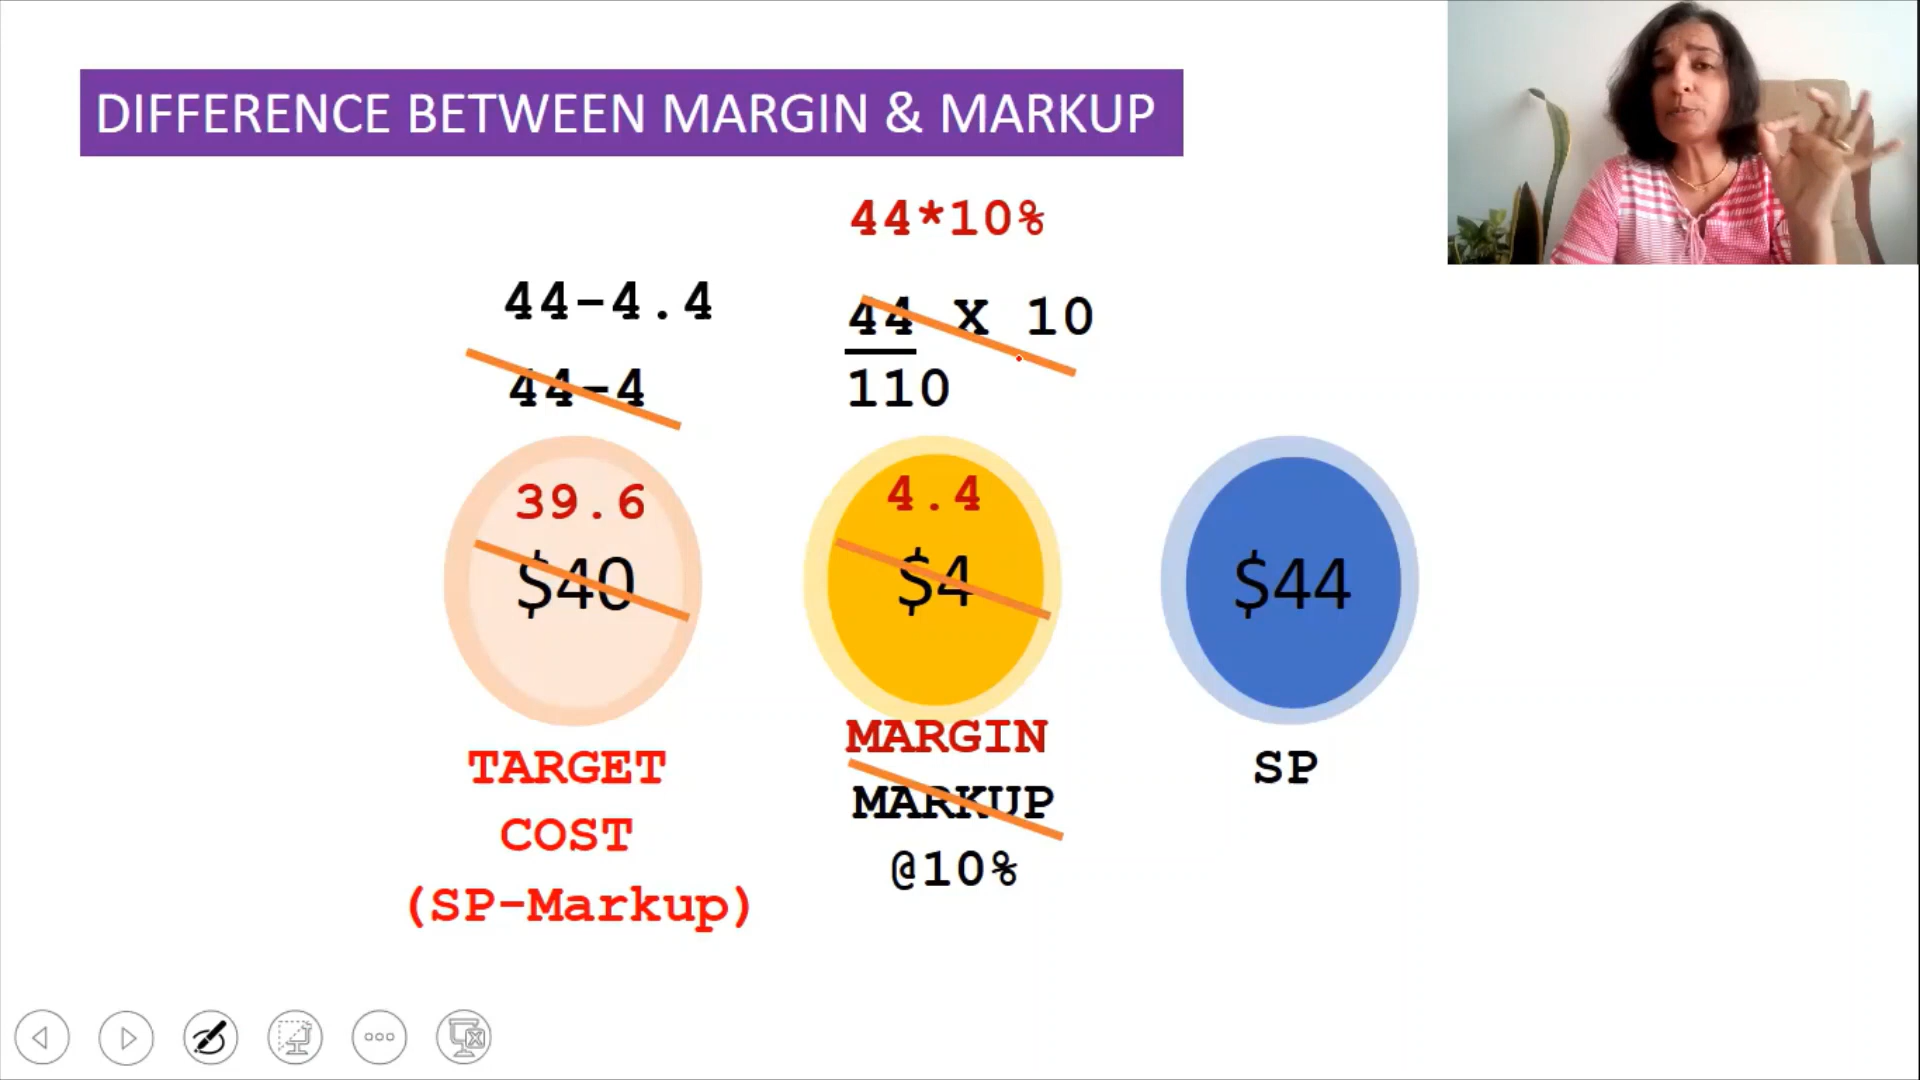 DIFFERENCE BETWEEN MARGIN & MARKUP
44*10%
44-4.4
44 X 10
110
44-4
39.6
$40
4.4
$4
$44
TARGET
COST
(SP-Markup)
MARGIN
MARKUP
@10%
SP